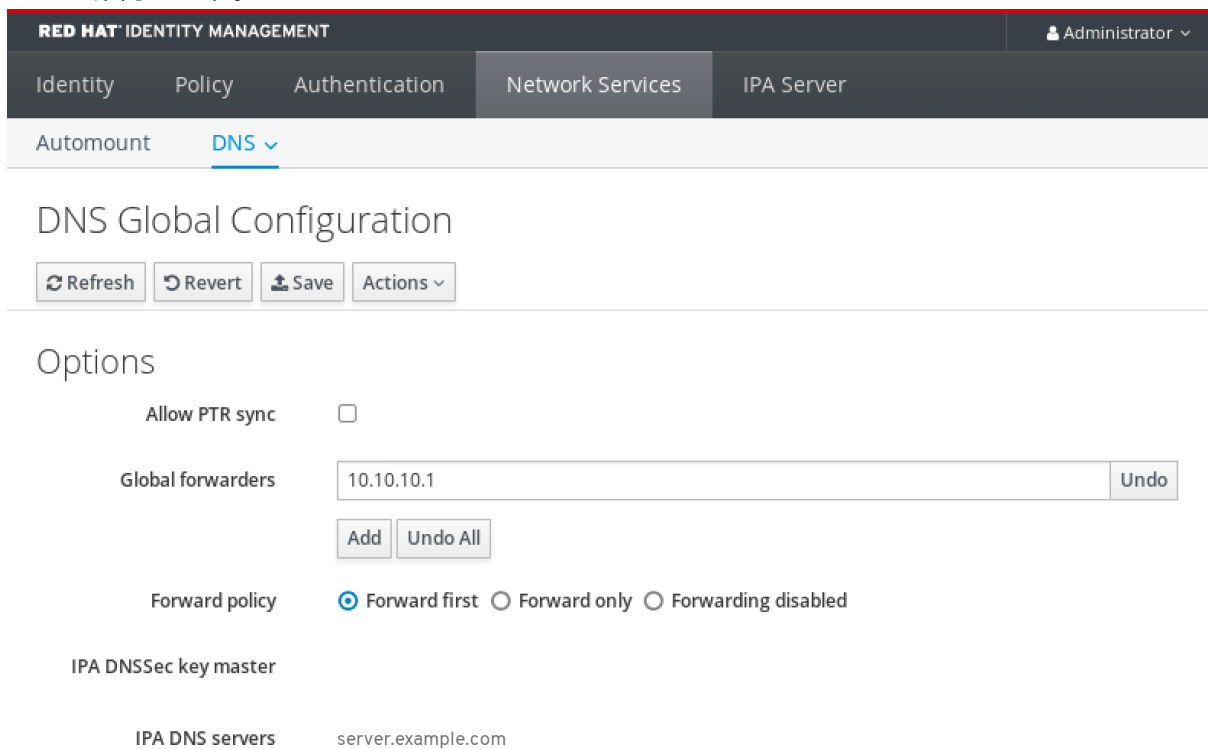 RED HAT® IDENTITY MANAGEMENT Administrator
Identity Policy Authentication Network Services IPA Server
Automount DNS
DNS Global Configuration
Refresh Revert Save Actions
Options
Allow PTR sync
Global forwarders 10.10.10.1 Undo
Add Undo All
Forward policy Forward first Forward only Forwarding disabled
IPA DNSSec key master
IPA DNS servers server.example.com